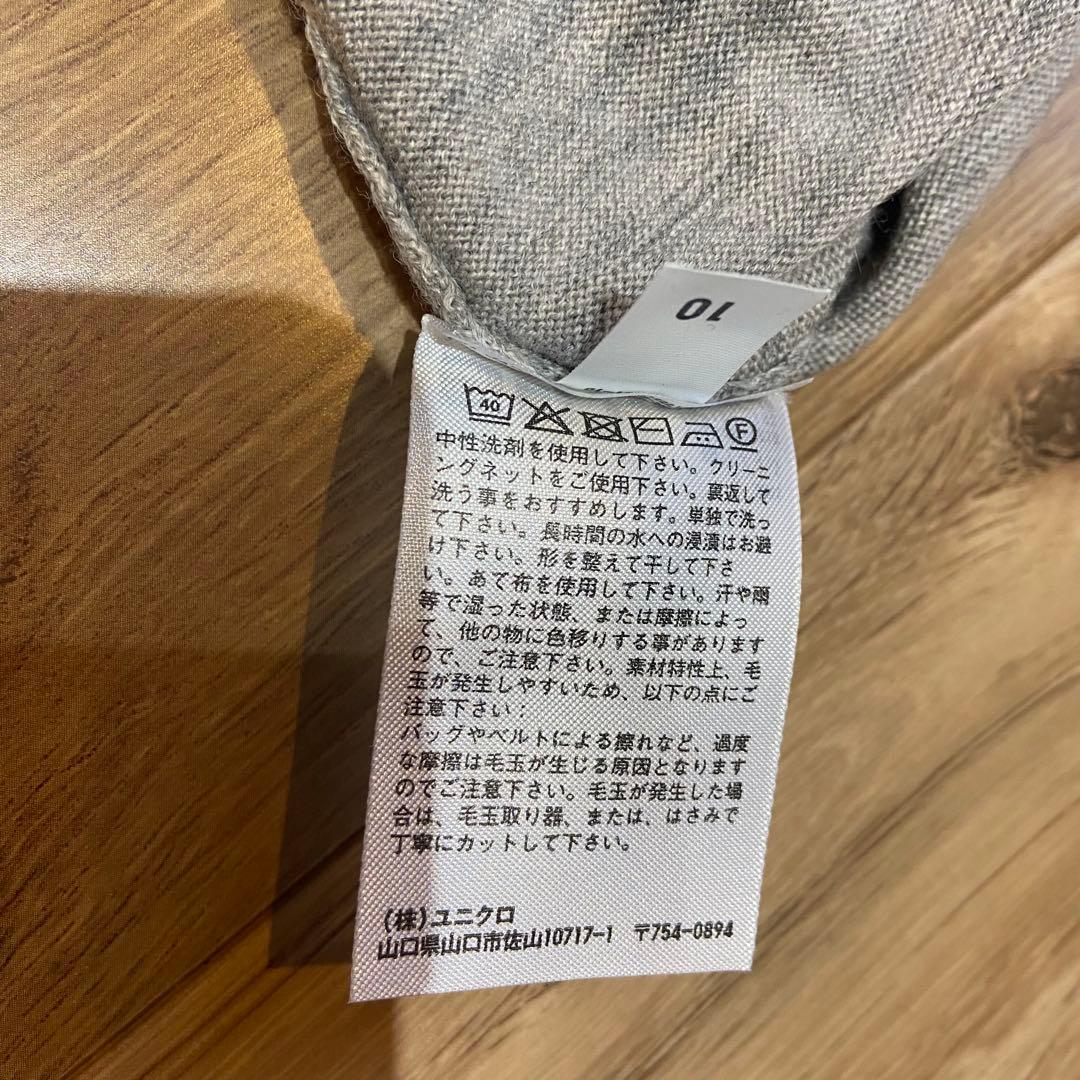 10
40
F
中性洗剤を使用して下さい。クリーニ
ングネットをご使用下さい。裏返して
洗う事をおすすめします。単独で洗っ
て下さい。長時間の水への浸漬はお避
け下さい。形を整えて干して下さ
い。あて布を使用して下さい。汗や雨
等で湿った状態、または摩擦によっ
て、他の物に色移りする事があります
ので、ご注意下さい。素材特性上、毛
玉が発生しやすいため、以下の点にご
注意下さい:
バッグやベルトによる擦れなど、過度
な摩擦は毛玉が生じる原因となります
のでご注意下さい。毛玉が発生した場
合は、毛玉取り器、または、はさみで
丁寧にカットして下さい。
(株)ユニクロ
山口県山口市佐山10717-1 〒754-0894